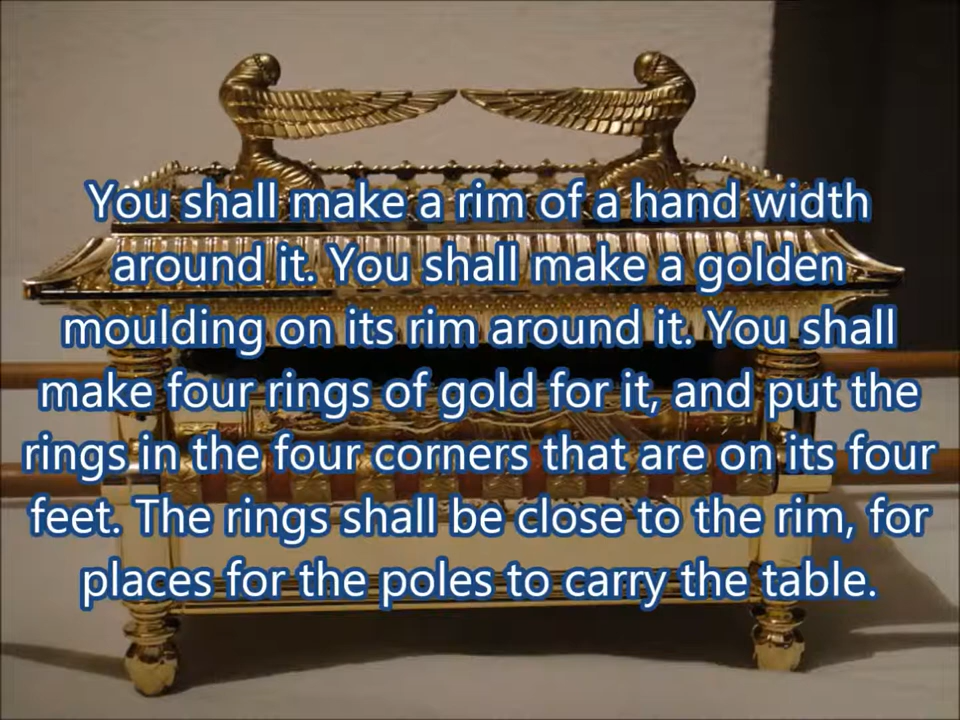 You shall make a rim of a hand width
around it. You shall make a golden
moulding on its rim around it. You shall
make four rings of gold for it, and put the
rings in the four corners that are on its four
feet. The rings shall be close to the rim, for
places for the poles to carry the table.